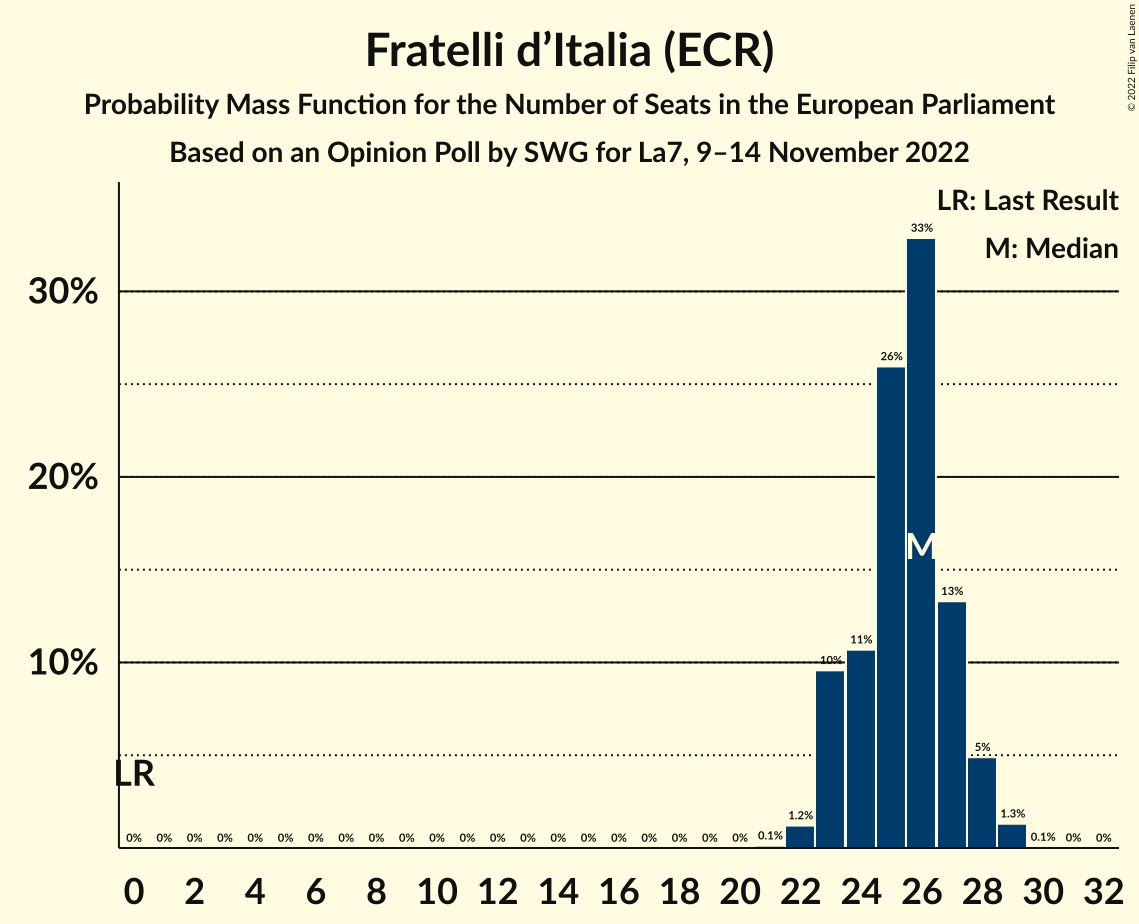 Fratelli d’Italia (ECR)
Probability Mass Function for the Number of Seats in the European Parliament
Based on an Opinion Poll by SWG for La7, 9–14 November 2022
© 2022 Filip van Laenen
LR: Last Result
M: Median
33%
30%
26%
20%
M
13%
11%
10%
10%
5%
LR
0% 0% 0% 0% 0% 0% 0% 0% 0% 0% 0% 0% 0% 0% 0% 0% 0% 0% 0% 0% 0% 0.1% 1.2% 1.3% 0.1% 0% 0%
0 2 4 6 8 10 12 14 16 18 20 22 24 26 28 30 32